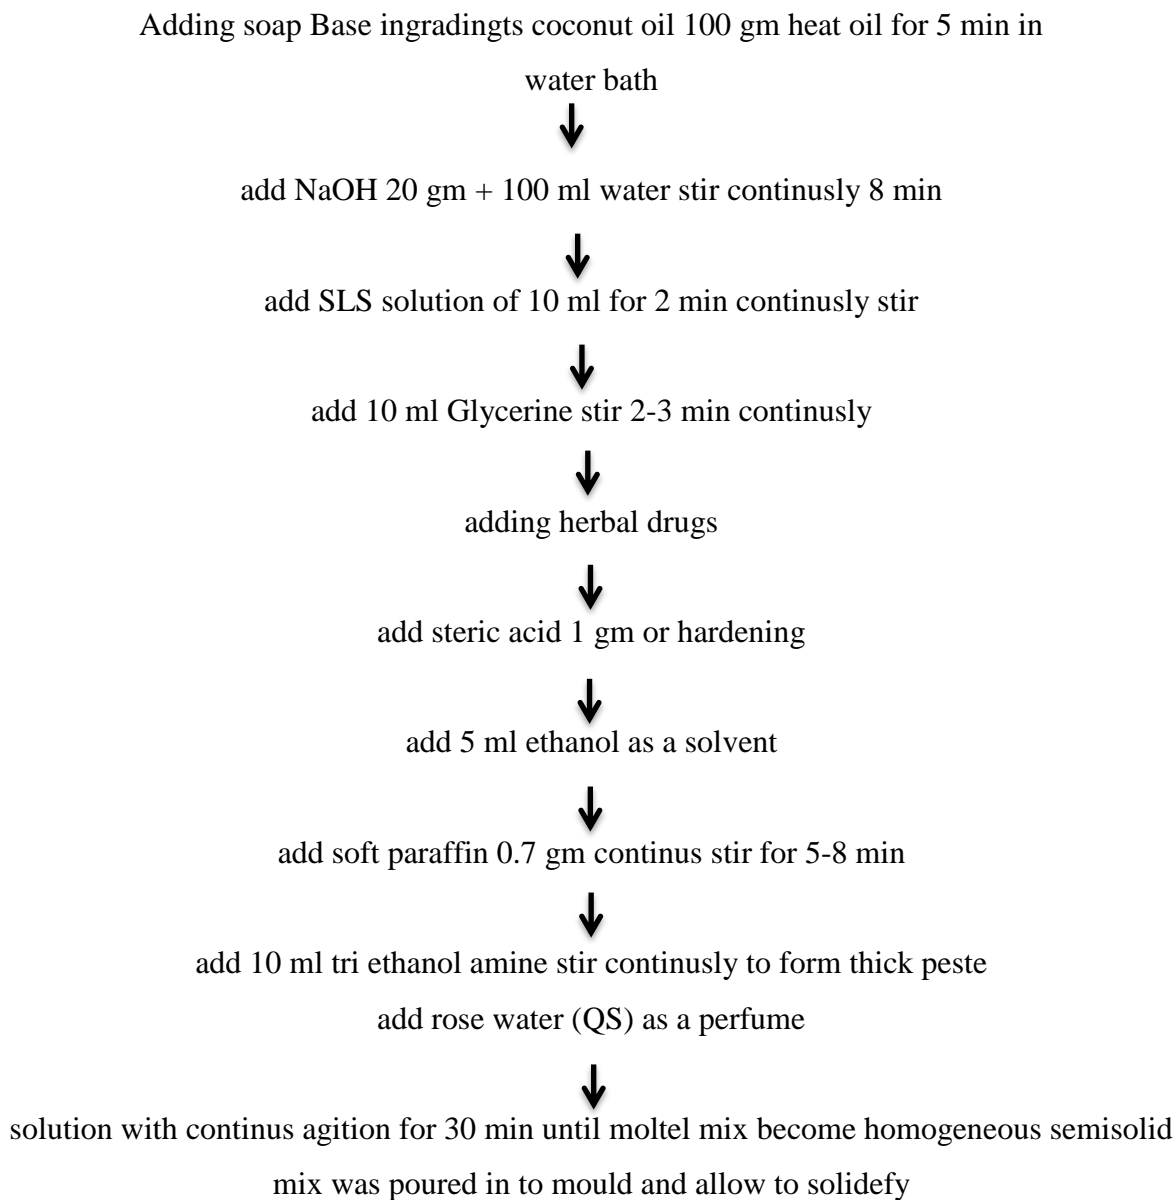 Adding soap Base ingradingts coconut oil 100 gm heat oil for 5 min in
water bath
add NaOH 20 gm + 100 ml water stir continusly 8 min
add SLS solution of 10 ml for 2 min continusly stir
add 10 ml Glycerine stir 2-3 min continusly
adding herbal drugs
add steric acid 1 gm or hardening
add 5 ml ethanol as a solvent
add soft paraffin 0.7 gm continus stir for 5-8 min
add 10 ml tri ethanol amine stir continusly to form thick peste
add rose water (QS) as a perfume
solution with continus agition for 30 min until moltel mix become homogeneous semisolid
mix was poured in to mould and allow to solidefy